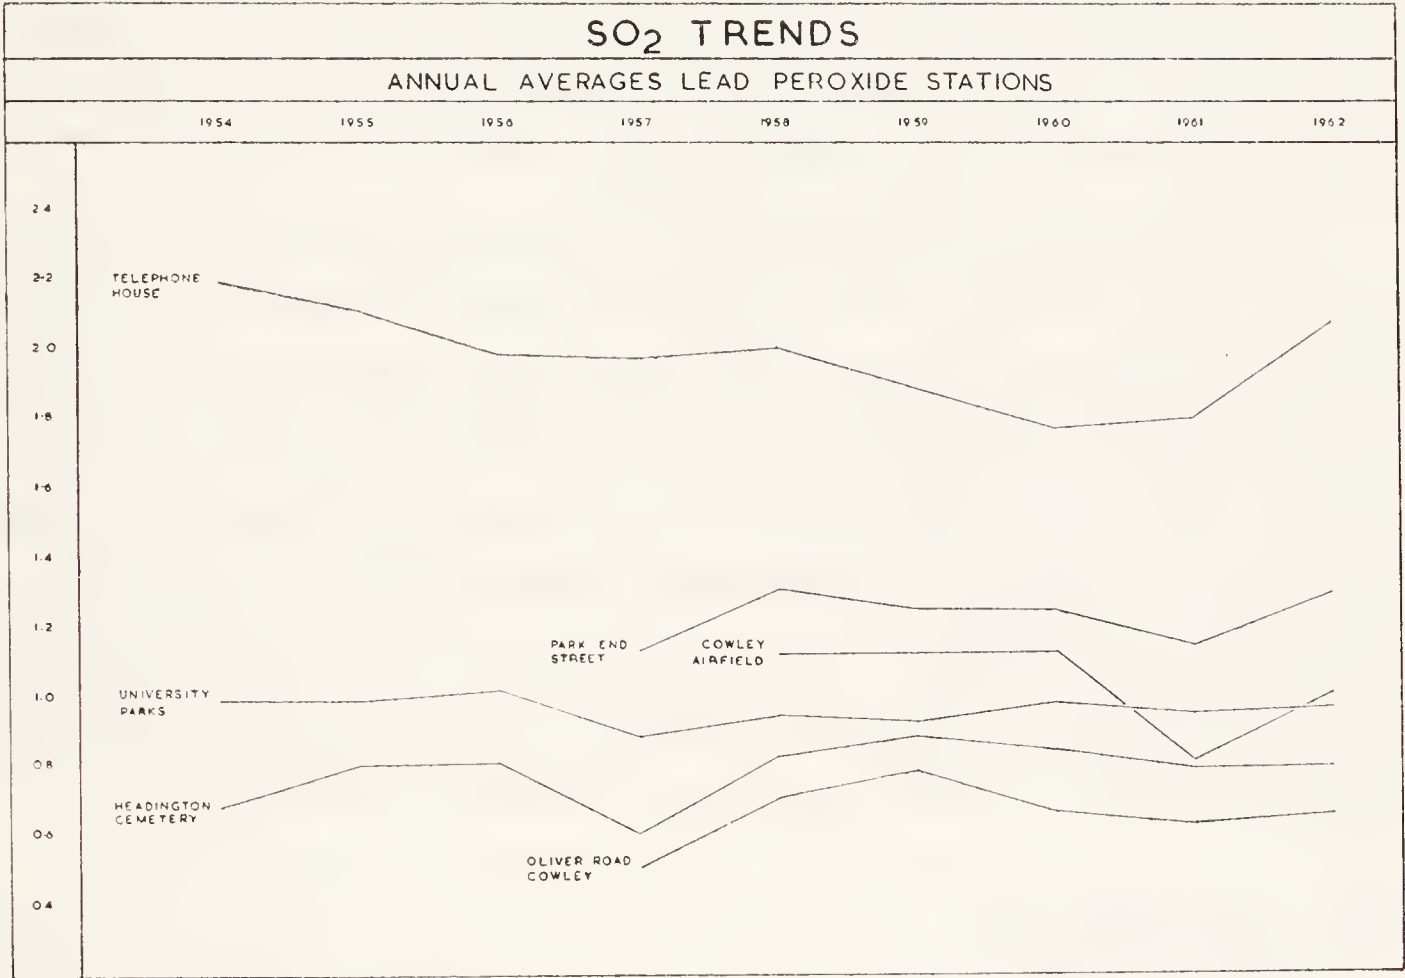 SO2 TRENDS
ANNUAL AVERAGES LEAD PEROXIDE STATIONS
1954 1955 1956 1957 1958 1959 1960 1961 1962
2.4
2.2
TELEPHONE
HOUSE
2.0
1.8
1.6
1.4
1.2
PARK END
STREET
COWLEY
AIRFIELD
1.0
UNIVERSITY
PARKS
0.8
HEADINGTON
CEMETERY
0.6
OLIVER ROAD
COWLEY
0.4